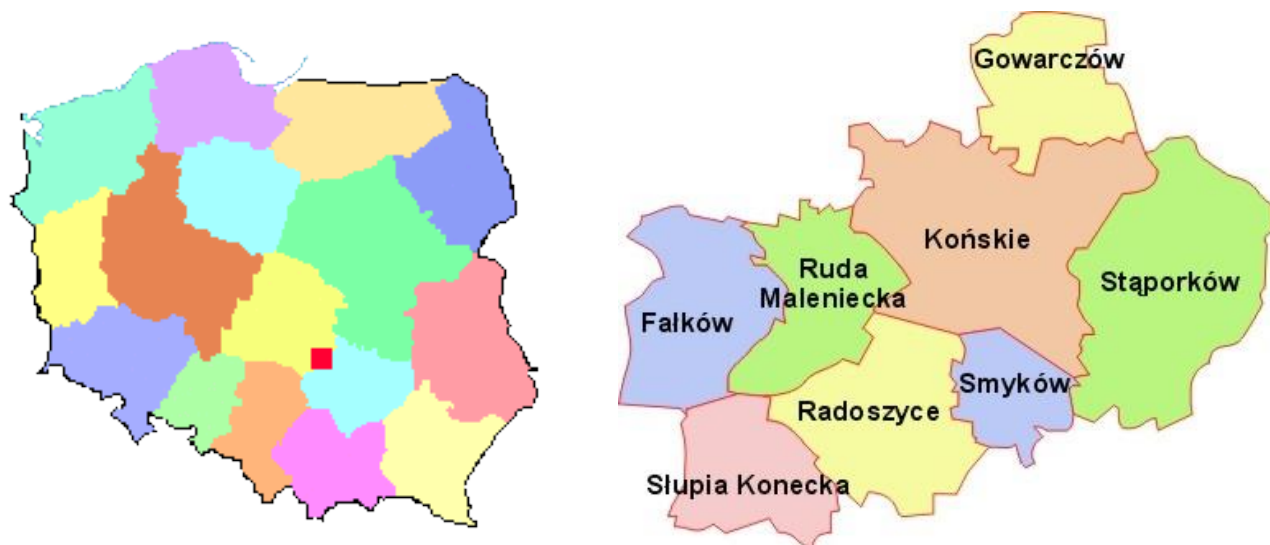 Gowarczów
Końskie
Stąporków
Ruda
Maleniecka
Fałków
Smyków
Radoszyce
Słupia Konecka